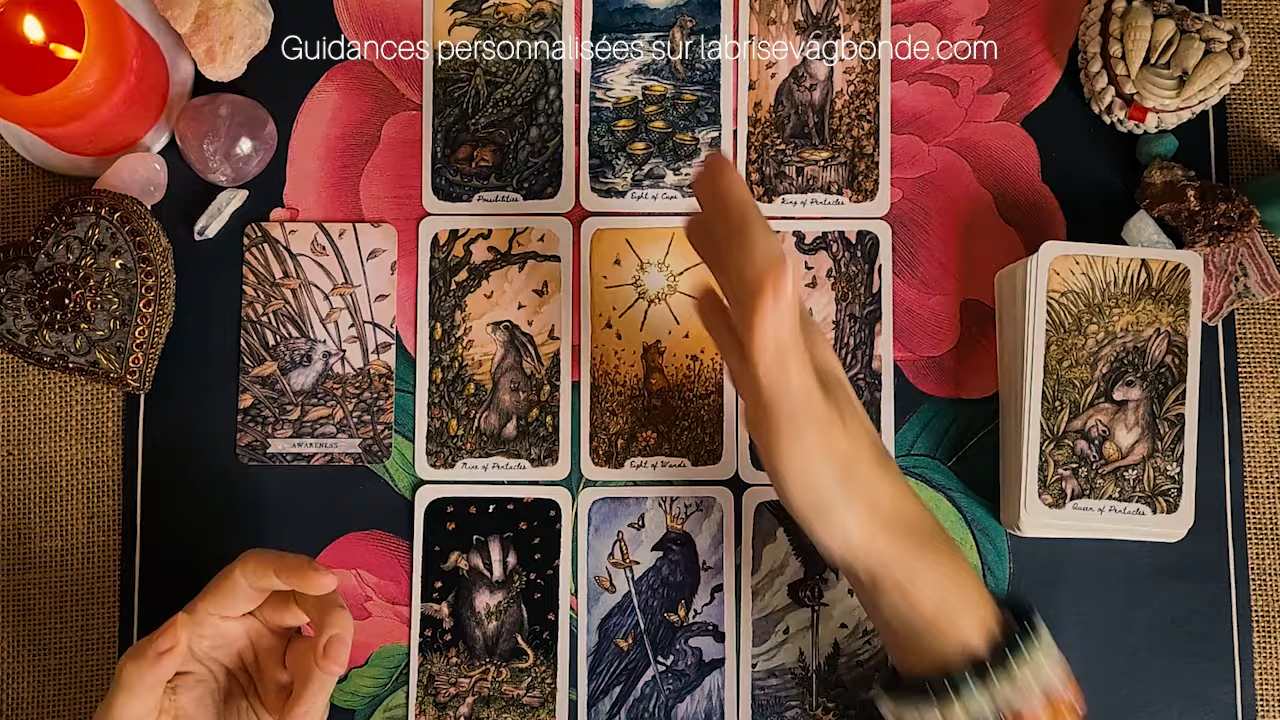 Guidances personnalisées sur labrisevagbonde.com
Possibilities
Eight of Cups
King of Pentacles
AWARENESS
Nine of Pentacles
Eight of Wands
Queen of Pentacles